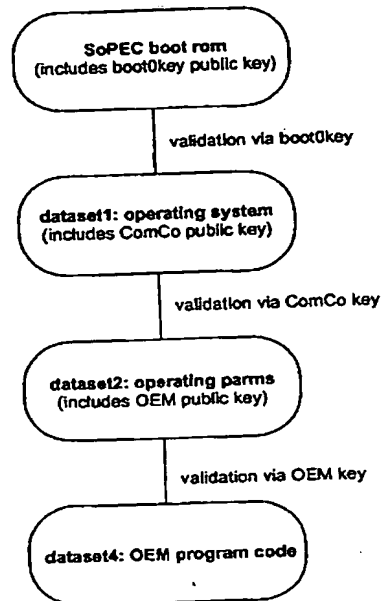 SoPEC boot rom
(includes boot0key public key)
validation via boot0key
dataset1: operating system
(includes ComCo public key)
validation via ComCo key
dataset2: operating parms
(includes OEM public key)
validation via OEM key
dataset4: OEM program code